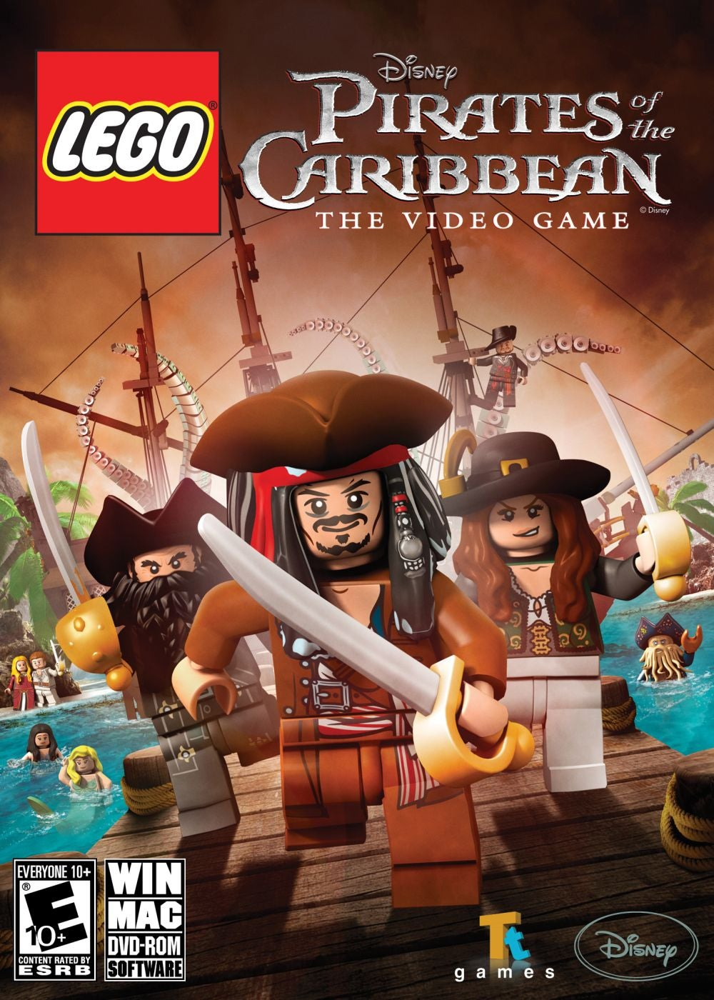 LEGO®
Disney
PIRATES of the
CARIBBEAN
THE VIDEO GAME
© Disney
EVERYONE 10+
®
E
10+
CONTENT RATED BY
ESRB
WIN
MAC
DVD-ROM
SOFTWARE
Tt
games
Disney